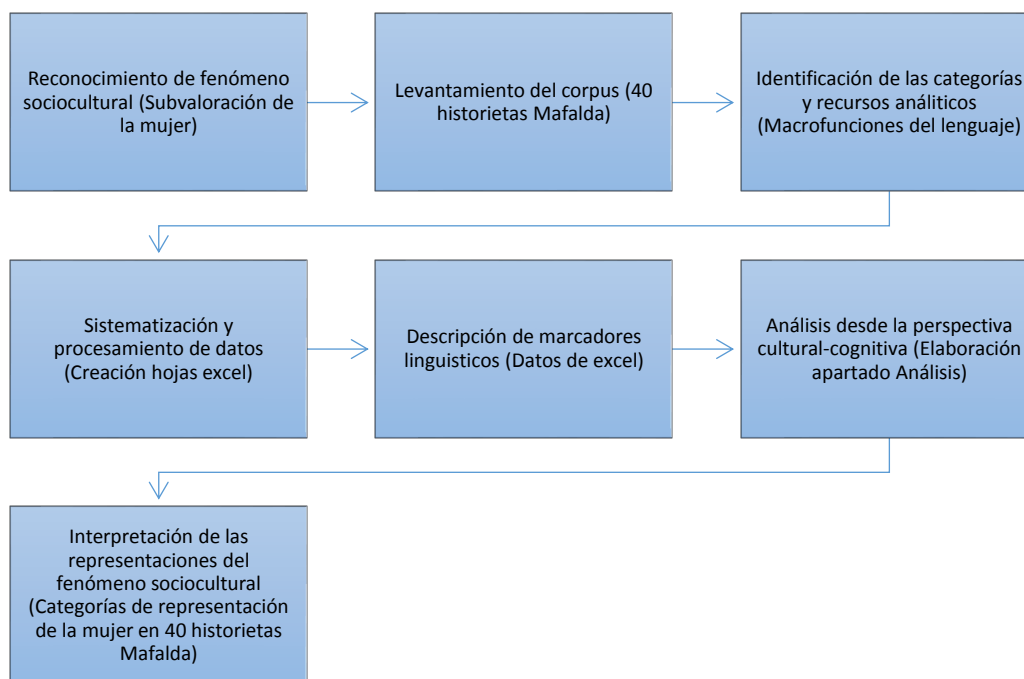 Reconocimiento de fenómeno
sociocultural (Subvaloración de
la mujer)
Levantamiento del corpus (40
historietas Mafalda)
Identificación de las categorías
y recursos análiticos
(Macrofunciones del lenguaje)
Sistematización y
procesamiento de datos
(Creación hojas excel)
Descripción de marcadores
linguisticos (Datos de excel)
Análisis desde la perspectiva
cultural-cognitiva (Elaboración
apartado Análisis)
Interpretación de las
representaciones del
fenómeno sociocultural
(Categorías de representación
de la mujer en 40 historietas
Mafalda)